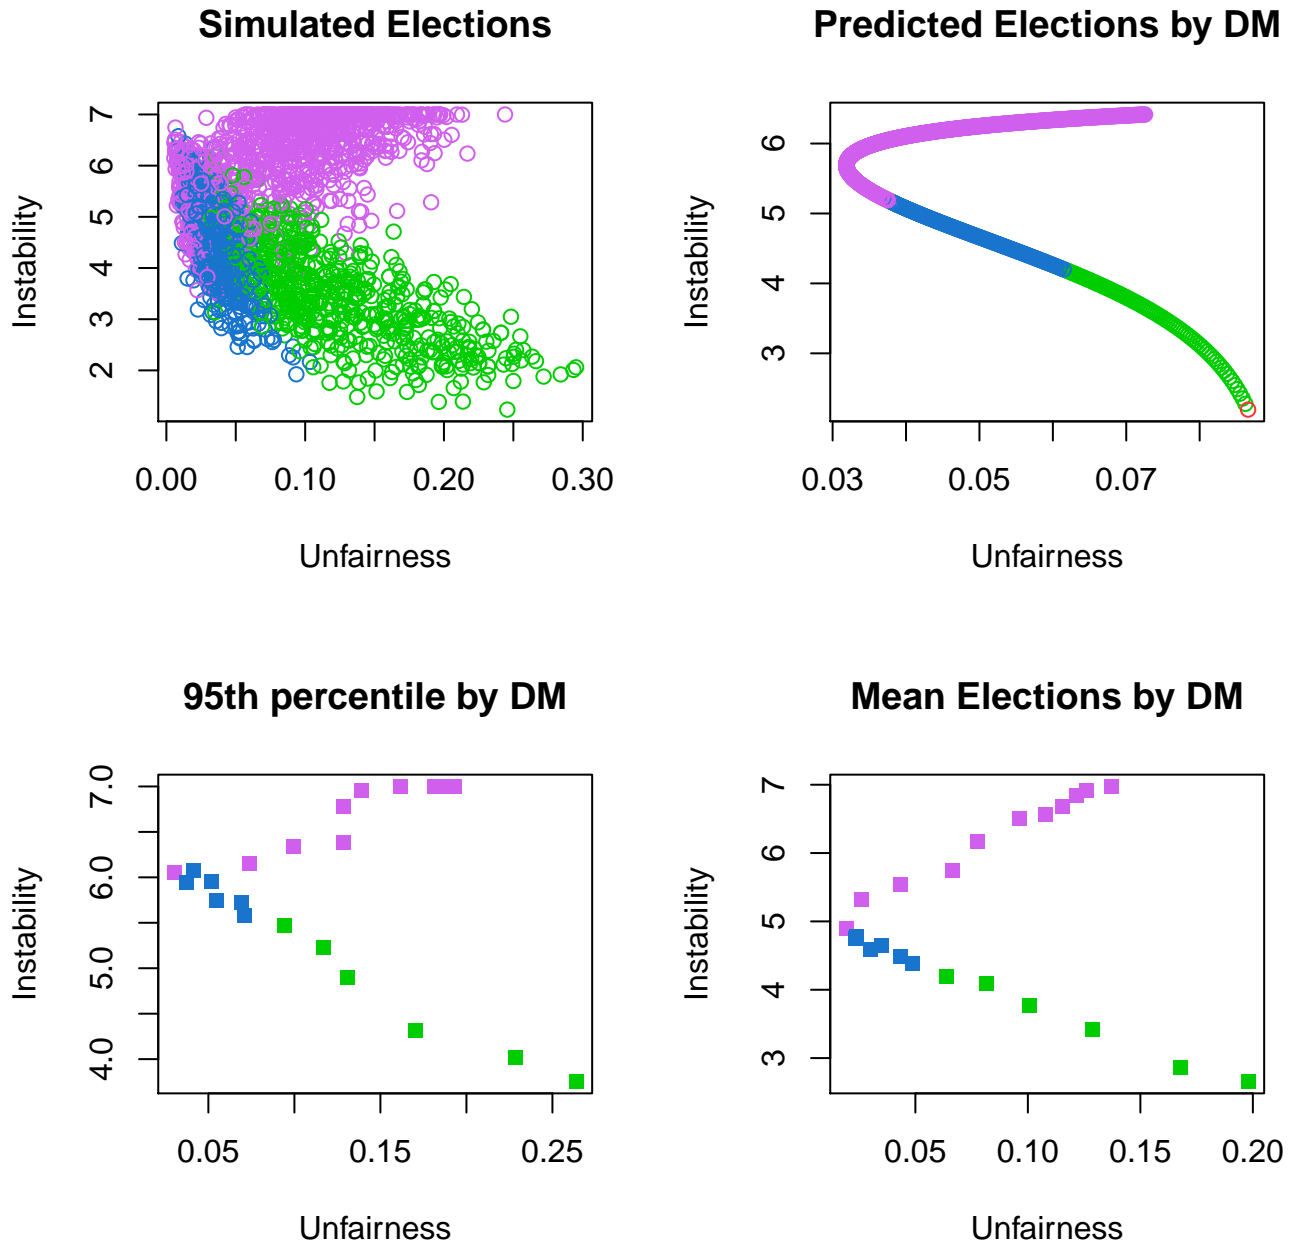 Simulated Elections
Instability
7
6
5
4
3
2
0.00 0.10 0.20 0.30
Unfairness
Predicted Elections by DM
Instability
6
5
4
3
0.03 0.05 0.07
Unfairness
95th percentile by DM
Instability
7.0
6.0
5.0
4.0
0.05 0.15 0.25
Unfairness
Mean Elections by DM
Instability
7
6
5
4
3
0.05 0.10 0.15 0.20
Unfairness